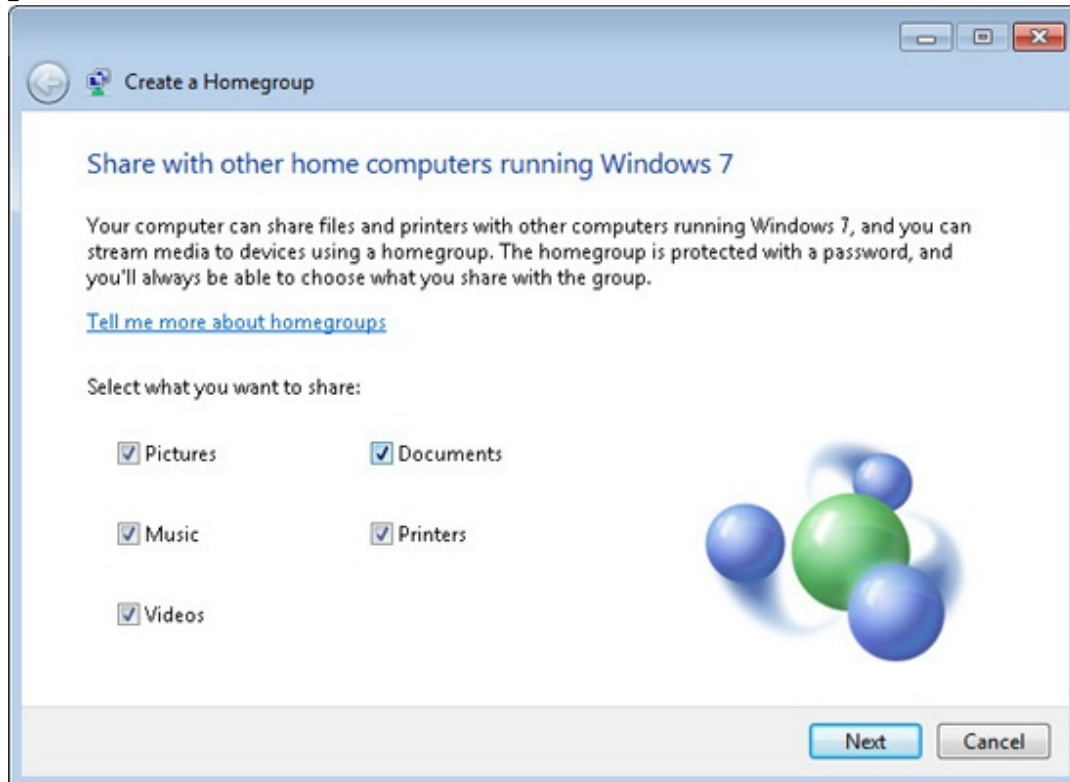 Create a Homegroup
Share with other home computers running Windows 7
Your computer can share files and printers with other computers running Windows 7, and you can
stream media to devices using a homegroup. The homegroup is protected with a password, and
you'll always be able to choose what you share with the group.
Tell me more about homegroups
Select what you want to share:
Pictures
Documents
Music
Printers
Videos
Next
Cancel